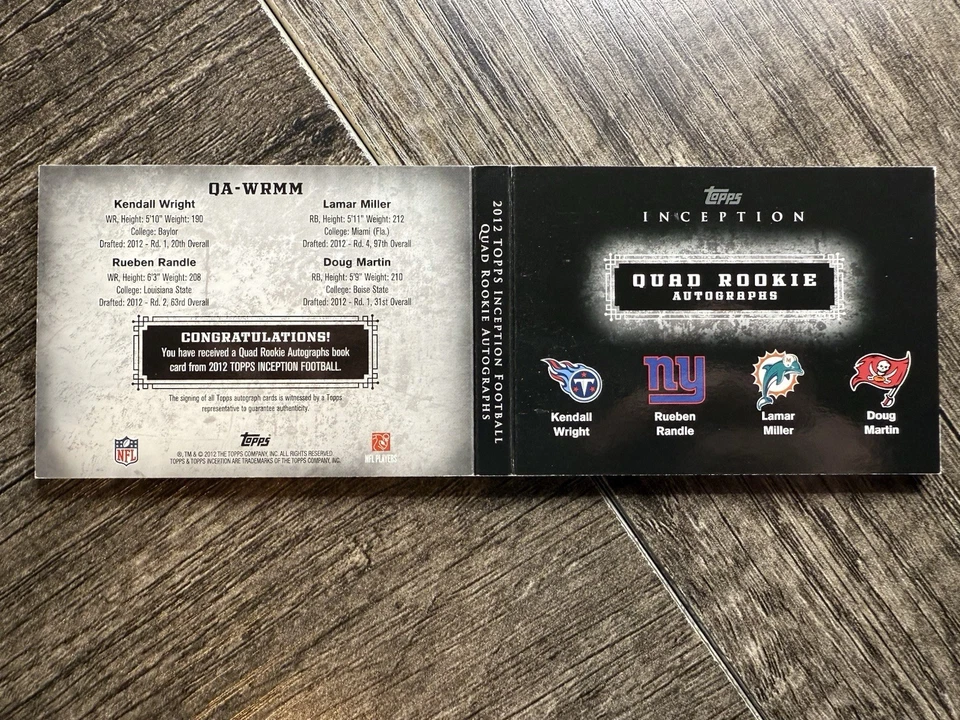 QA-WRMM
Kendall Wright
WR, Height: 5'10" Weight: 190
College: Baylor
Drafted: 2012 - Rd. 1, 20th Overall
Lamar Miller
RB, Height: 5'11" Weight: 212
College: Miami (Fla.)
Drafted: 2012 - Rd. 4, 97th Overall
Rueben Randle
WR, Height: 6'3" Weight: 208
College: Louisiana State
Drafted: 2012 - Rd. 2, 63rd Overall
Doug Martin
RB, Height: 5'9" Weight: 210
College: Boise State
Drafted: 2012 - Rd. 1, 31st Overall
CONGRATULATIONS!
You have received a Quad Rookie Autographs book
card from 2012 TOPPS INCEPTION FOOTBALL.
The signing of all Topps autograph cards is witnessed by a Topps
representative to guarantee authenticity.
NFL
Topps
NFL PLAYERS
®, TM & © 2012 THE TOPPS COMPANY, INC. ALL RIGHTS RESERVED.
TOPPS & TOPPS INCEPTION ARE TRADEMARKS OF THE TOPPS COMPANY, INC.
2012 TOPPS INCEPTION FOOTBALL
QUAD ROOKIE AUTOGRAPHS
Topps
INCEPTION
QUAD ROOKIE
AUTOGRAPHS
T
ny
Kendall
Wright
Rueben
Randle
Lamar
Miller
Doug
Martin